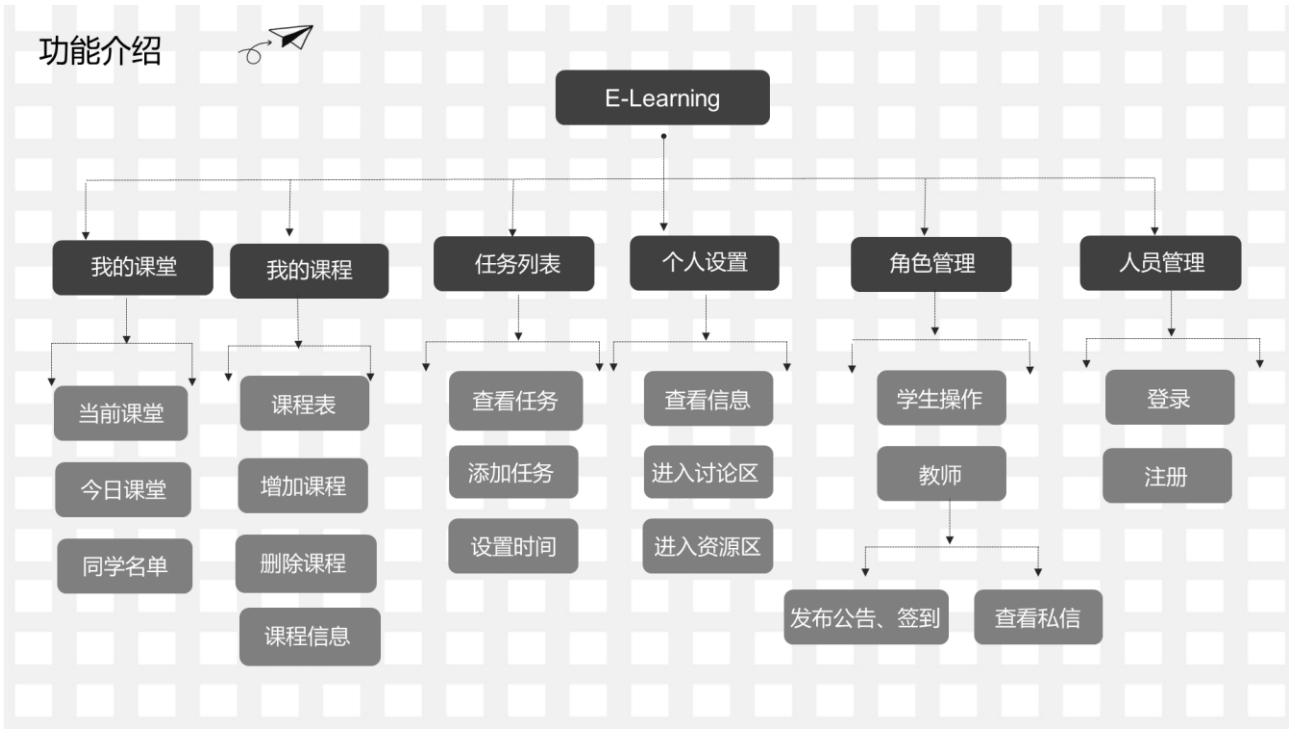 功能介绍
E-Learning
我的课堂
我的课程
任务列表
个人设置
角色管理
人员管理
当前课堂
今日课堂
同学名单
课程表
增加课程
删除课程
课程信息
查看任务
添加任务
设置时间
查看信息
进入讨论区
进入资源区
学生操作
教师
发布公告、签到
查看私信
登录
注册